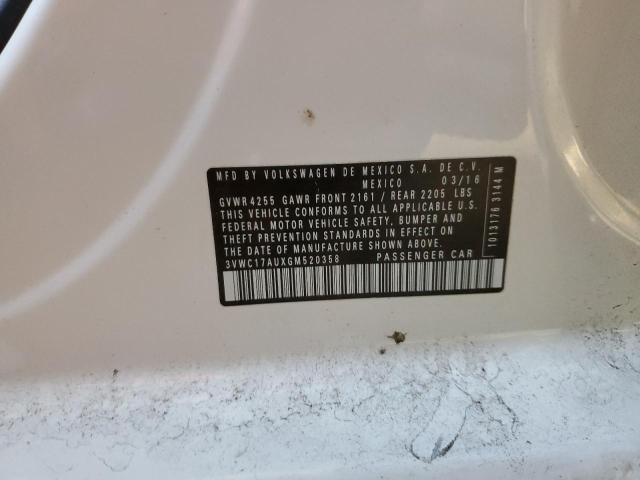 MFD BY VOLKSWAGEN DE MEXICO S.A. DE C.V.
MEXICO 03/16
GVWR 4255 GAWR FRONT 2161 / REAR 2205 LBS
THIS VEHICLE CONFORMS TO ALL APPLICABLE U.S.
FEDERAL MOTOR VEHICLE SAFETY, BUMPER AND
THEFT PREVENTION STANDARDS IN EFFECT ON
THE DATE OF MANUFACTURE SHOWN ABOVE.
3VWC17AUXGM520358 PASSENGER CAR
1013176 3144 M